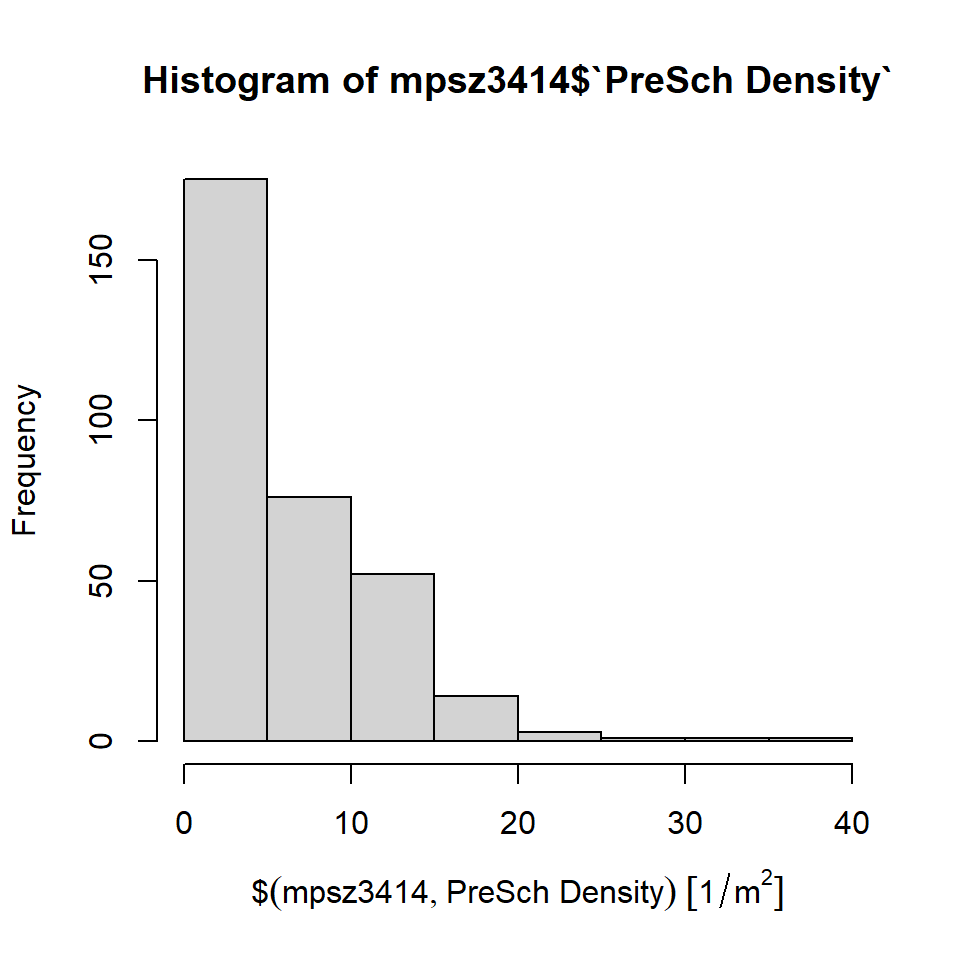 Histogram of mpsz3414$`PreSch Density`
Frequency
150
100
50
0
0 10 20 30 40
$(mpsz3414, PreSch Density) [1/m²]